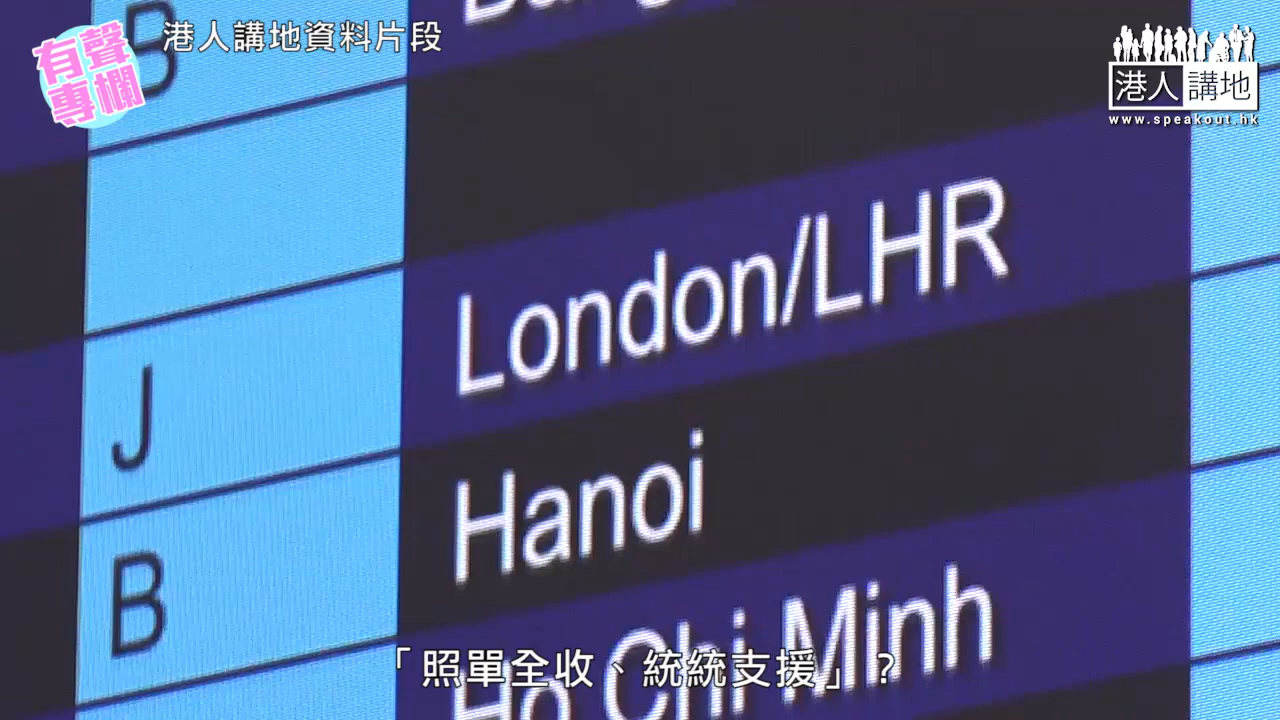 有聲
專欄
港人講地資料片段
港人講地
www.speakout.hk
B
London/LHR
J
Hanoi
B
Ho Chi Minh
「照單全收、統統支援」?